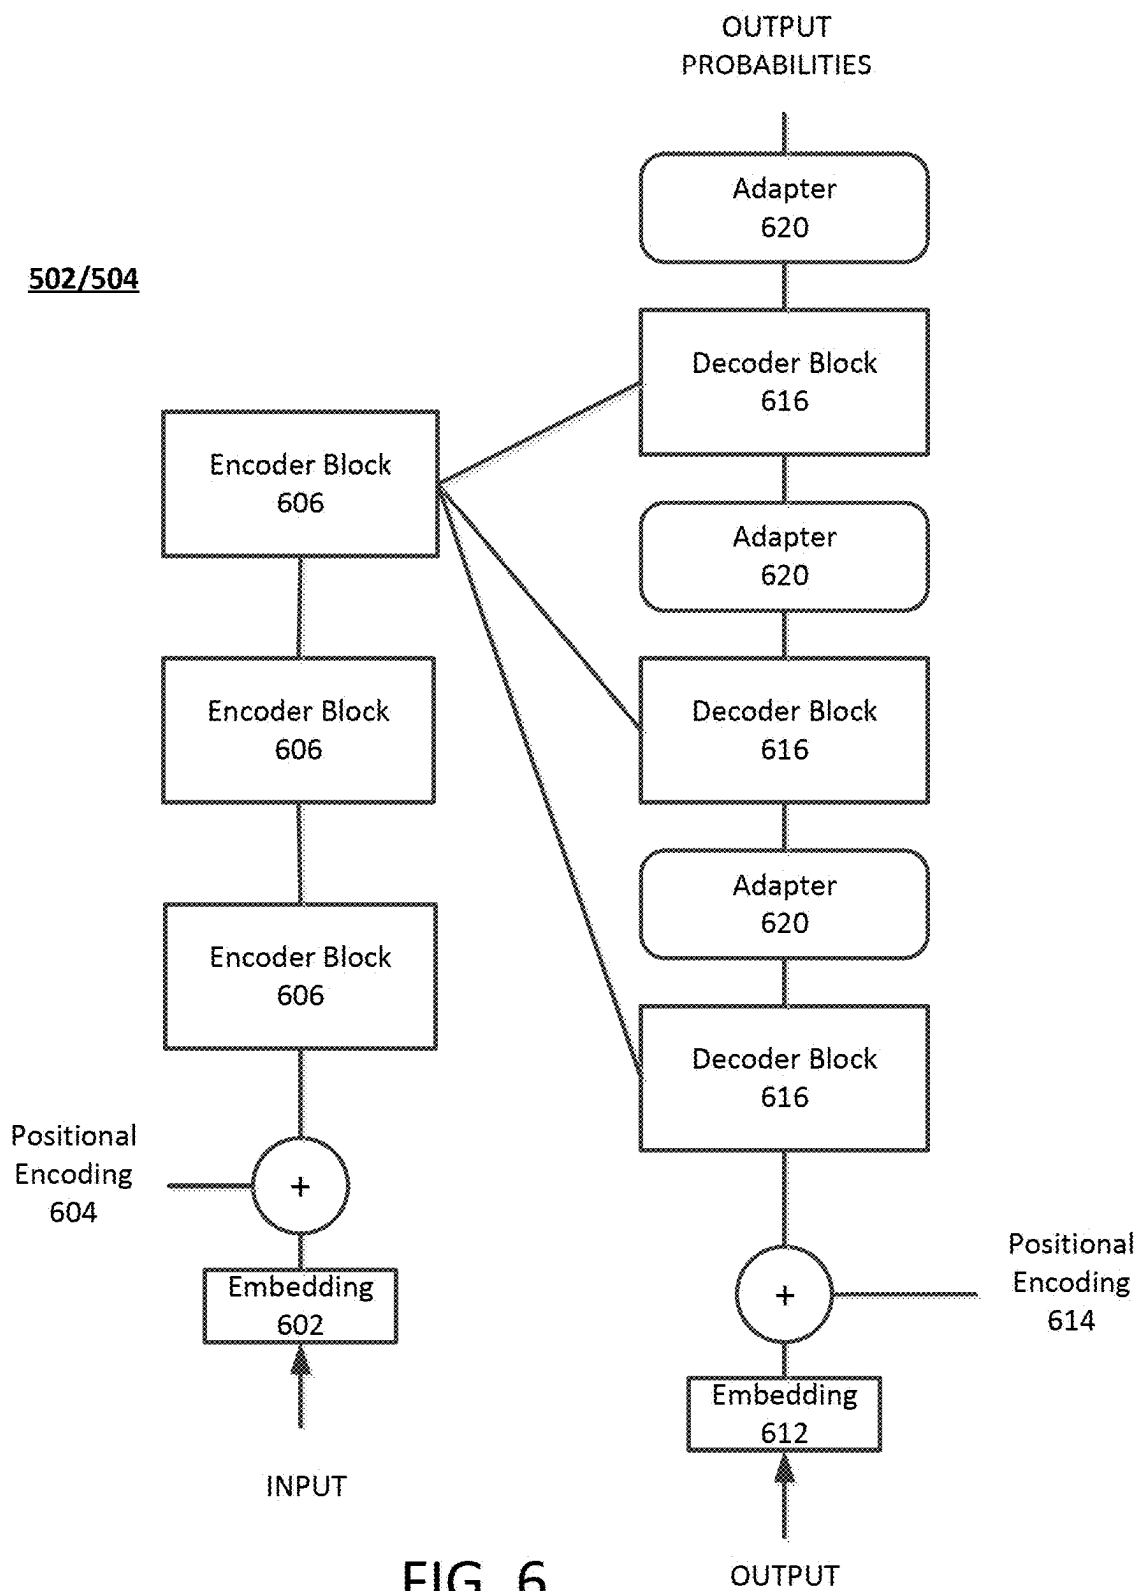 OUTPUT
PROBABILITIES
Adapter
620
502/504
Decoder Block
616
Encoder Block
606
Adapter
620
Encoder Block
606
Decoder Block
616
Adapter
620
Encoder Block
606
Decoder Block
616
Positional
Encoding
604
+
Positional
Encoding
614
+
Embedding
602
Embedding
612
INPUT
OUTPUT
FIG. 6